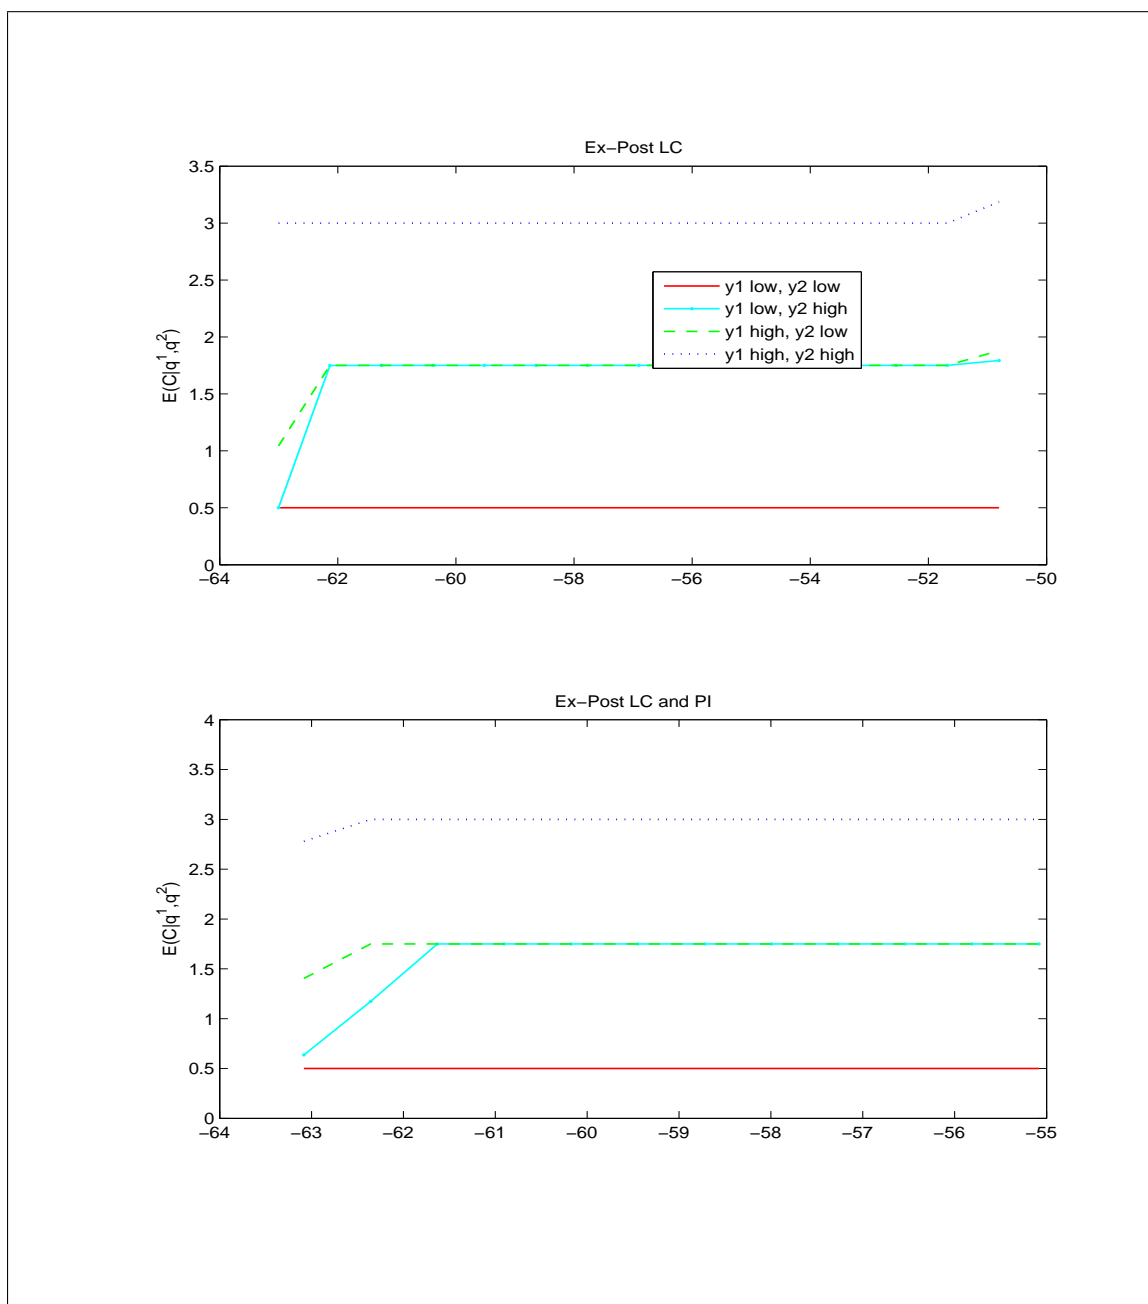 Ex−Post LC
3.5
3
2.5
2
1.5
1
0.5
0
E(C|q¹,q²)
y1 low, y2 low
y1 low, y2 high
y1 high, y2 low
y1 high, y2 high
−64 −62 −60 −58 −56 −54 −52 −50
Ex−Post LC and PI
4
3.5
3
2.5
2
1.5
1
0.5
0
E(C|q¹,q²)
−64 −63 −62 −61 −60 −59 −58 −57 −56 −55